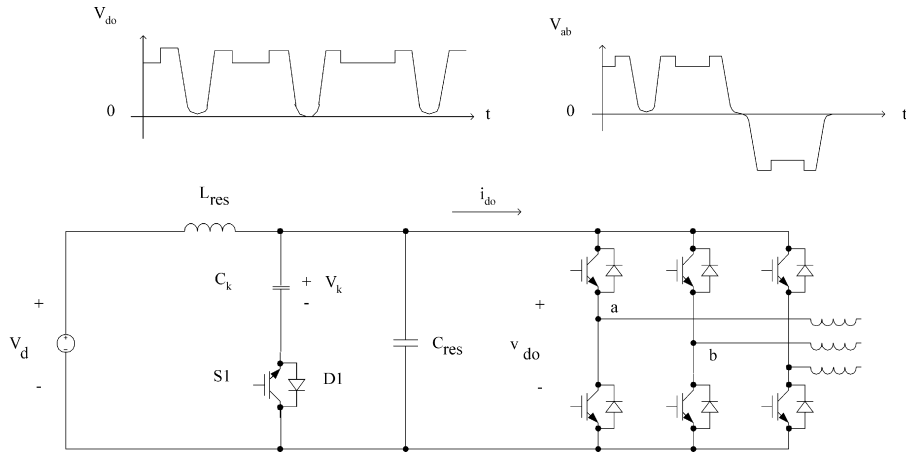 V_do
V_ab
0
t
0
t
L_res
i_do
C_k
+
V_k
-
+
V_d
-
S1
D1
C_res
+
v_do
-
a
b